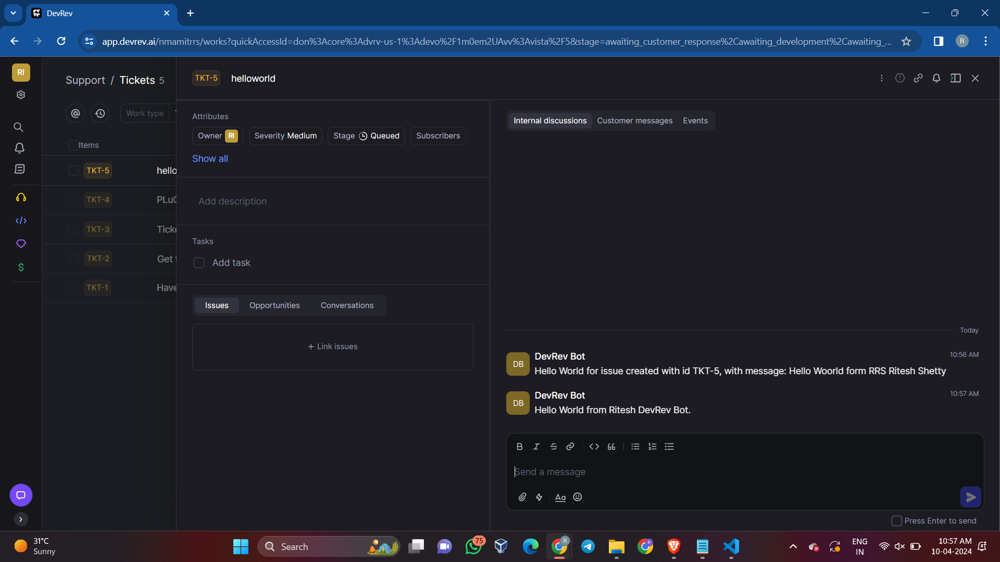 DevRev
app.devrev.ai/nmamitrrs/works?quickAccessId=don%3Acore%3Advrv-us-1%3Adevo%2F1m0em2UAvv%3Avista%2F5&stage=awaiting_customer_response%2Cawaiting_development%2Cawaiting_...
R
RI
Support / Tickets 5
Work type
Items
TKT-5 hello
TKT-4 PLuG
TKT-3 Ticke
TKT-2 Get
TKT-1 Have
TKT-5 helloworld
Attributes
Owner RI Severity Medium Stage Queued Subscribers
Show all
Add description
Tasks
Add task
Issues Opportunities Conversations
+ Link issues
Internal discussions Customer messages Events
Today
DB DevRev Bot 10:56 AM
Hello World for issue created with id TKT-5, with message: Hello Woorld form RRS Ritesh Shetty
DB DevRev Bot 10:57 AM
Hello World from Ritesh DevRev Bot.
Send a message
Aa
Press Enter to send
31°C
Sunny
Search
75
R
ENG
IN
10:57 AM
10-04-2024